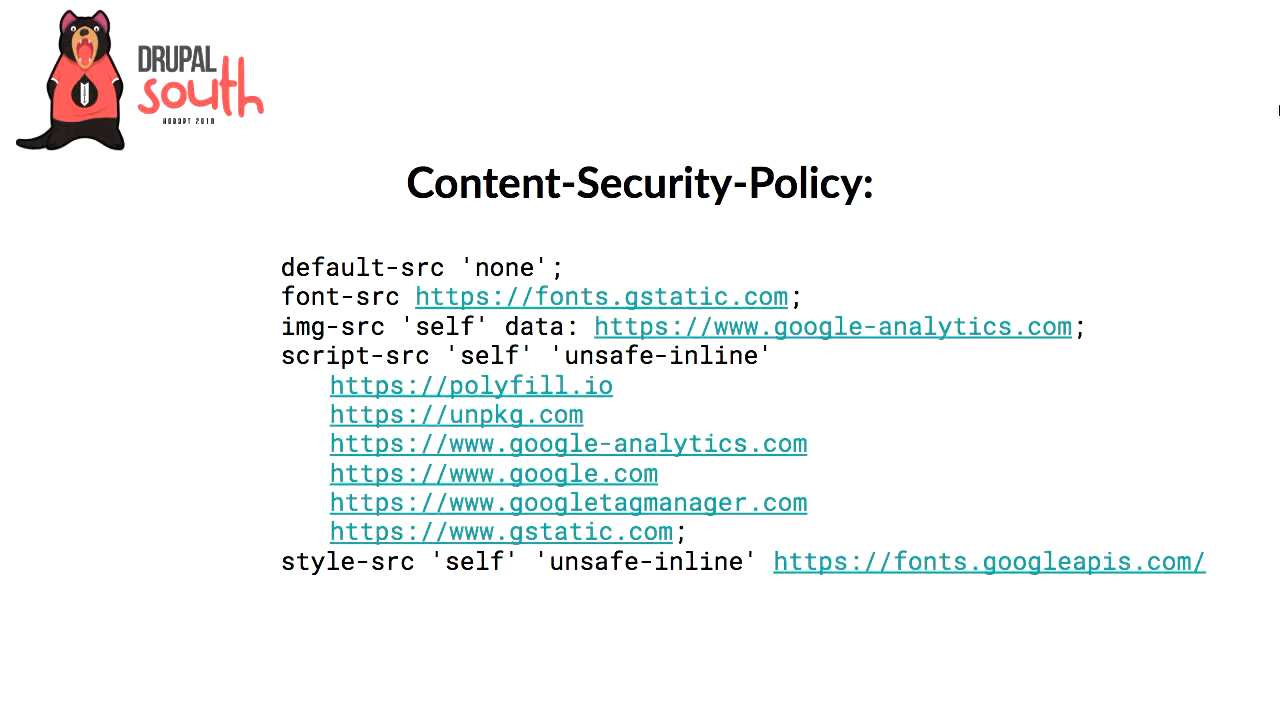 DRUPAL
south
HOBART 2019
Content-Security-Policy:
default-src 'none';
font-src https://fonts.gstatic.com;
img-src 'self' data: https://www.google-analytics.com;
script-src 'self' 'unsafe-inline'
https://polyfill.io
https://unpkg.com
https://www.google-analytics.com
https://www.google.com
https://www.googletagmanager.com
https://www.gstatic.com;
style-src 'self' 'unsafe-inline' https://fonts.googleapis.com/